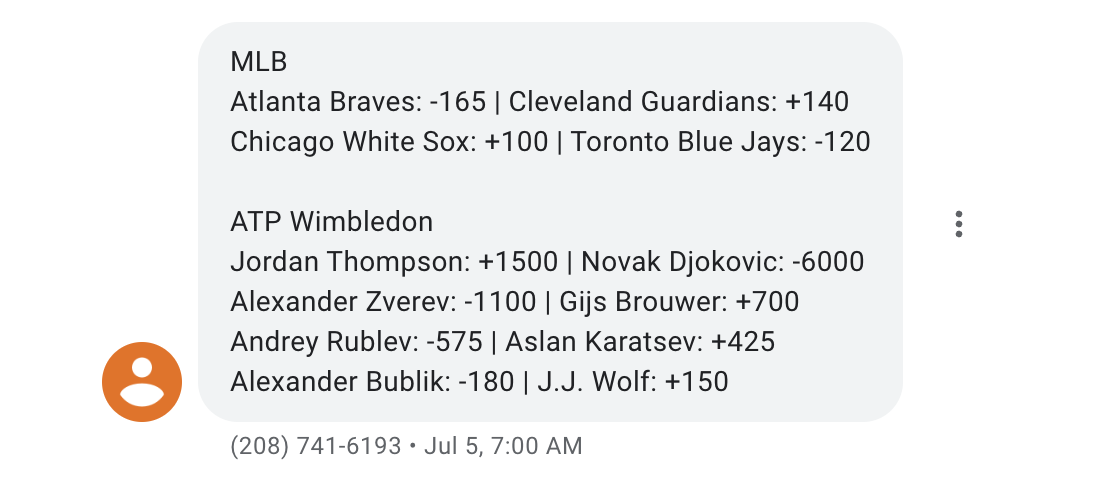 MLB
Atlanta Braves: -165 | Cleveland Guardians: +140
Chicago White Sox: +100 | Toronto Blue Jays: -120
ATP Wimbledon
Jordan Thompson: +1500 | Novak Djokovic: -6000
Alexander Zverev: -1100 | Gijs Brouwer: +700
Andrey Rublev: -575 | Aslan Karatsev: +425
Alexander Bublik: -180 | J.J. Wolf: +150
(208) 741-6193 • Jul 5, 7:00 AM